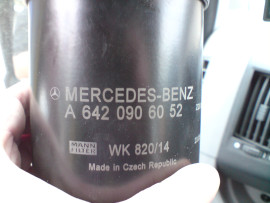 MERCEDES-BENZ
A 642 090 60 52
MANN FILTER WK 820/14
Made in Czech Republic